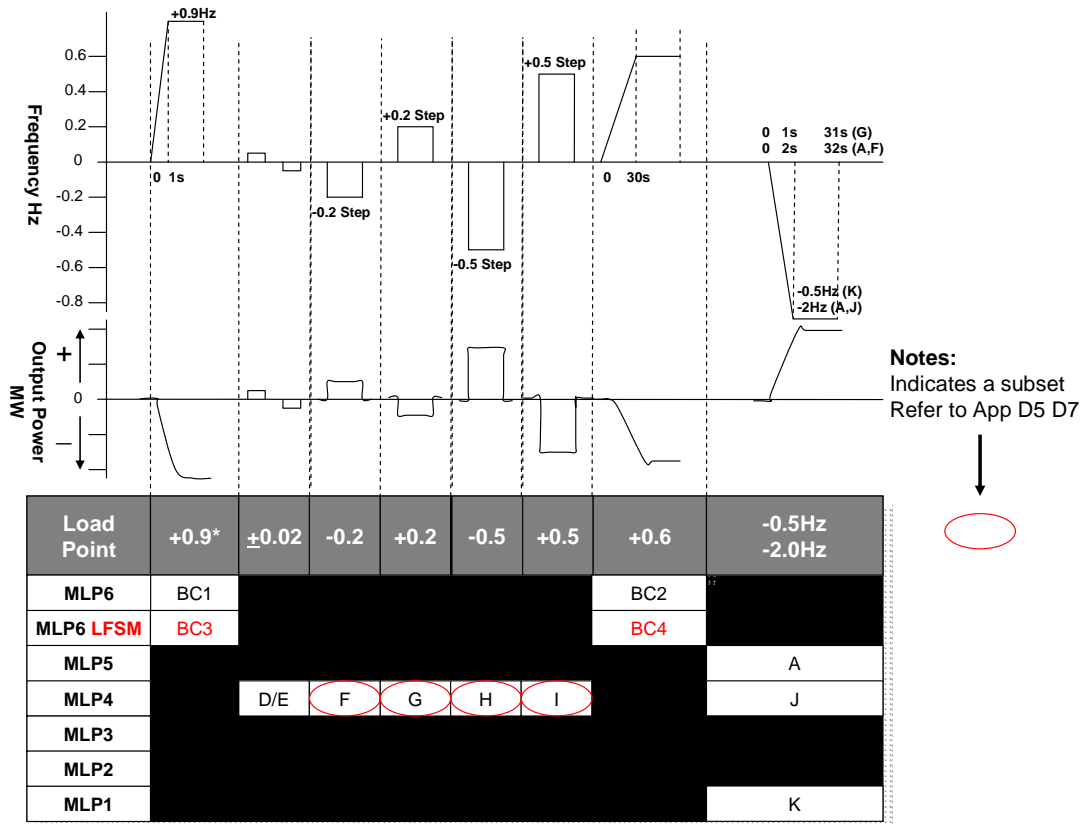 +0.9Hz
0.6
0.4
0.2
0
-0.2
-0.4
-0.6
-0.8
Frequency Hz
0 1s
-0.2 Step
+0.2 Step
-0.5 Step
+0.5 Step
0 30s
0 1s 31s (G)
0 2s 32s (A,F)
-0.5Hz (K)
-2Hz (A,J)
Output Power
MW
+
0
–
Notes:
Indicates a subset
Refer to App D5 D7
Load Point +0.9* ±0.02 -0.2 +0.2 -0.5 +0.5 +0.6 -0.5Hz -2.0Hz
MLP6 BC1 BC2
MLP6 LFSM BC3 BC4
MLP5 A
MLP4 D/E F G H I J
MLP3
MLP2
MLP1 K